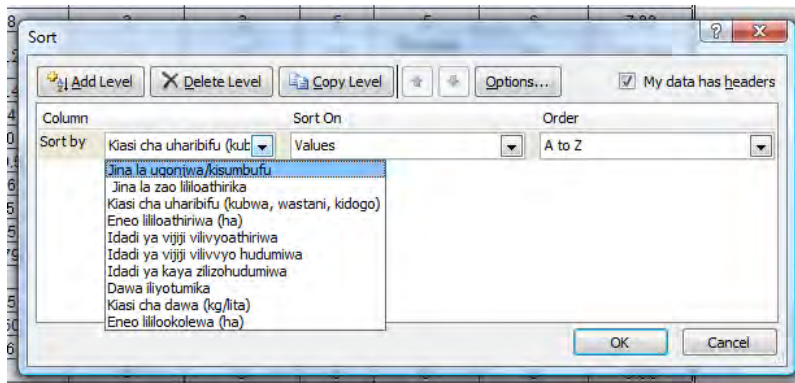 Sort
Add Level Delete Level Copy Level Options... My data has headers
Column Sort On Order
Sort by Kiasi cha uharibifu (kub Values A to Z
Jina la ugonjwa/kisumbufu
Jina la zao lililoathirika
Kiasi cha uharibifu (kubwa, wastani, kidogo)
Eneo lililoathiriwa (ha)
Idadi ya vijiji vilivyoathiriwa
Idadi ya vijiji vilivvyo hudumiwa
Idadi ya kaya zilizohudumiwa
Dawa iliyotumika
Kiasi cha dawa (kg/lita)
Eneo lililookolewa (ha)
OK Cancel